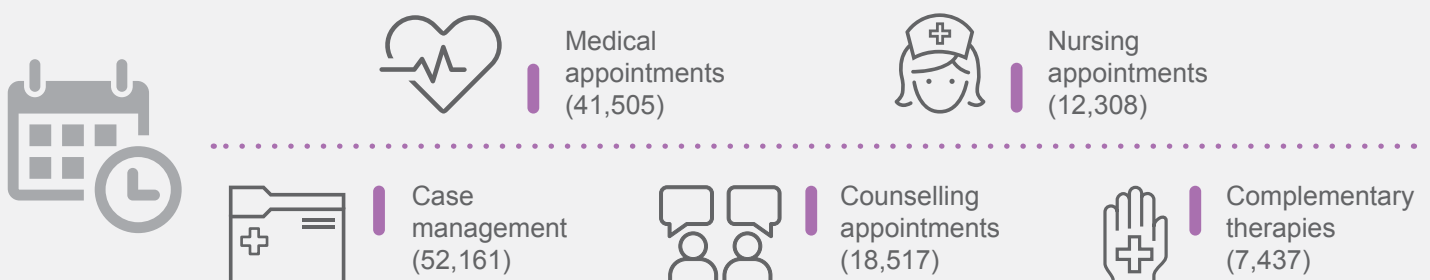 Medical
appointments
(41,505)
Nursing
appointments
(12,308)
Case
management
(52,161)
Counselling
appointments
(18,517)
Complementary
therapies
(7,437)